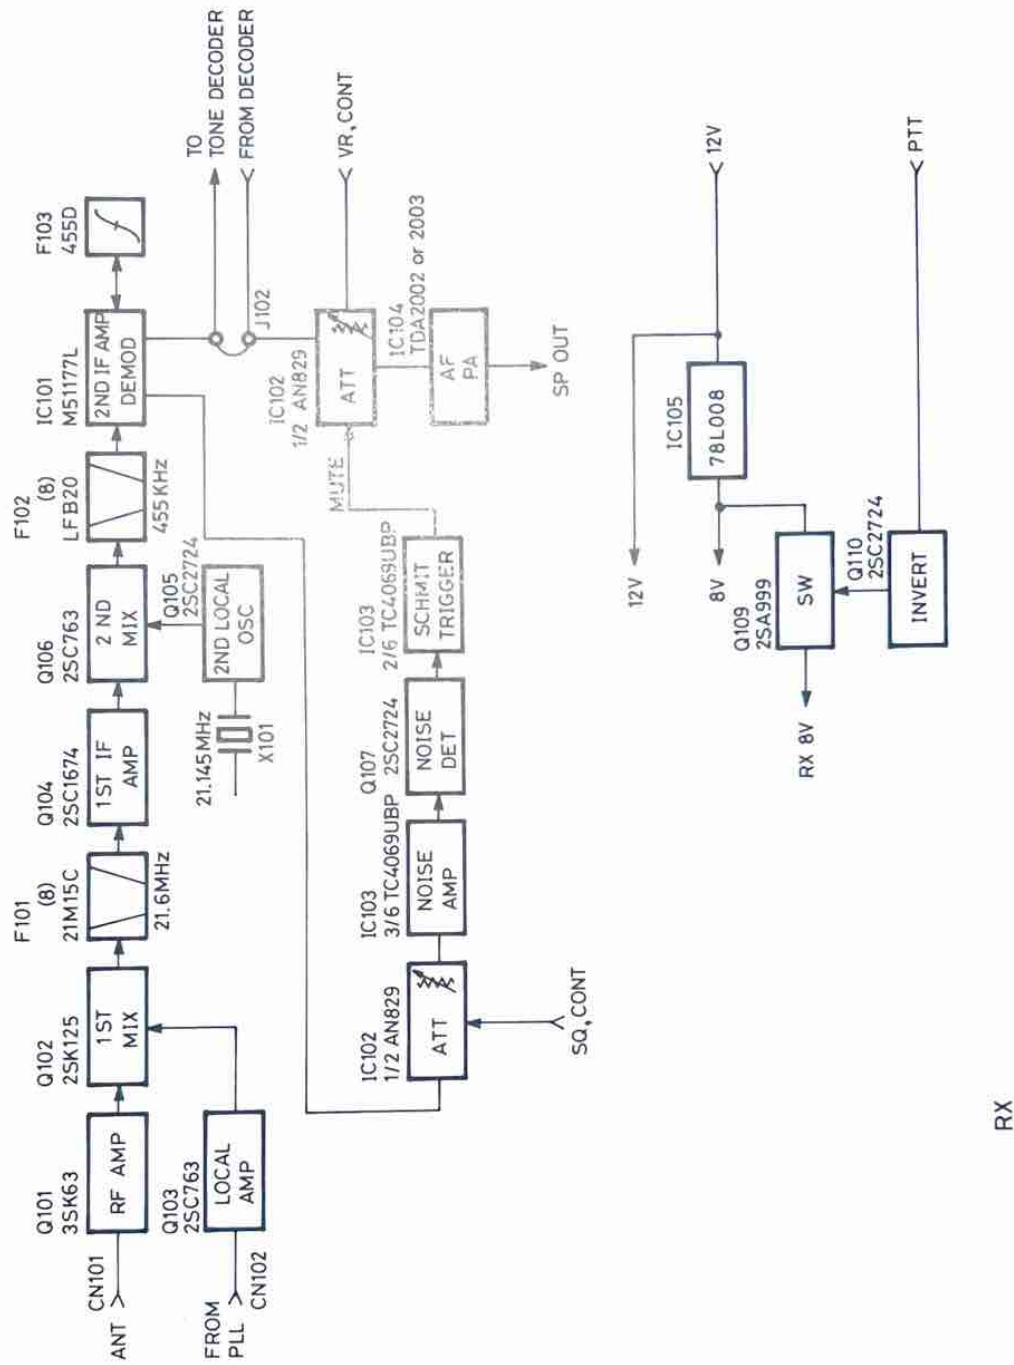 ANT
CN101
Q101
3SK63
RF AMP
Q102
2SK125
1ST
MIX
F101
(8)
21M15C
21.6MHz
Q104
2SC1674
1ST IF
AMP
Q106
2SC763
2 ND
MIX
F102
(8)
LFB20
455KHz
IC101
M51177L
2ND IF AMP
DEMOD
F103
455D
FROM
PLL
CN102
Q103
2SC763
LOCAL
AMP
21.145MHz
X101
Q105
2SC2724
2ND LOCAL
OSC
TO
TONE DECODER
FROM DECODER
J102
IC102
1/2 AN829
ATT
VR,CONT
MUTE
IC104
TDA2002 or 2003
AF
PA
SP OUT
IC102
1/2 AN829
ATT
SQ,CONT
IC103
3/6 TC4069UBP
NOISE
AMP
Q107
2SC2724
NOISE
DET
IC103
2/6 TC4069UBP
SCHMIT
TRIGGER
12V
12V
IC105
78L008
8V
Q109
2SA999
SW
RX 8V
Q110
2SC2724
INVERT
PTT
RX